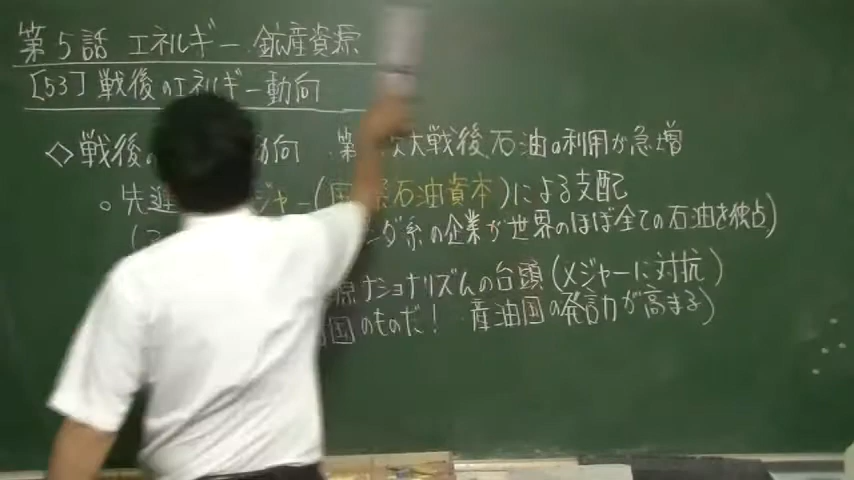 第5話 エネルギー・鉱産資源
[53] 戦後のエネルギー動向
◇戦後 動向 第 次大戦後、石油の利用が急増
○先進 ジャー(国 系石油資本)による支配
ンダ系の企業が世界のほぼ全ての石油を独占)
源ナショナリズムの台頭(メジャーに対抗)
国のものだ! 産油国の発言力が高まる)